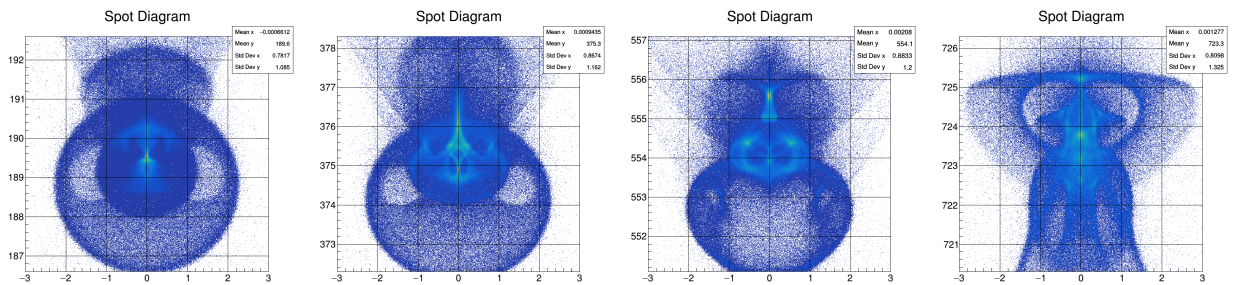 Spot Diagram
Mean x −0.0006612
Mean y 189.6
Std Dev x 0.7817
Std Dev y 1.085
192
191
190
189
188
187
−3 −2 −1 0 1 2 3
Spot Diagram
Mean x 0.0009435
Mean y 375.3
Std Dev x 0.8674
Std Dev y 1.162
378
377
376
375
374
373
−3 −2 −1 0 1 2 3
Spot Diagram
Mean x 0.00208
Mean y 554.1
Std Dev x 0.8833
Std Dev y 1.2
557
556
555
554
553
552
−3 −2 −1 0 1 2 3
Spot Diagram
Mean x 0.001277
Mean y 723.3
Std Dev x 0.8098
Std Dev y 1.325
726
725
724
723
722
721
−3 −2 −1 0 1 2 3